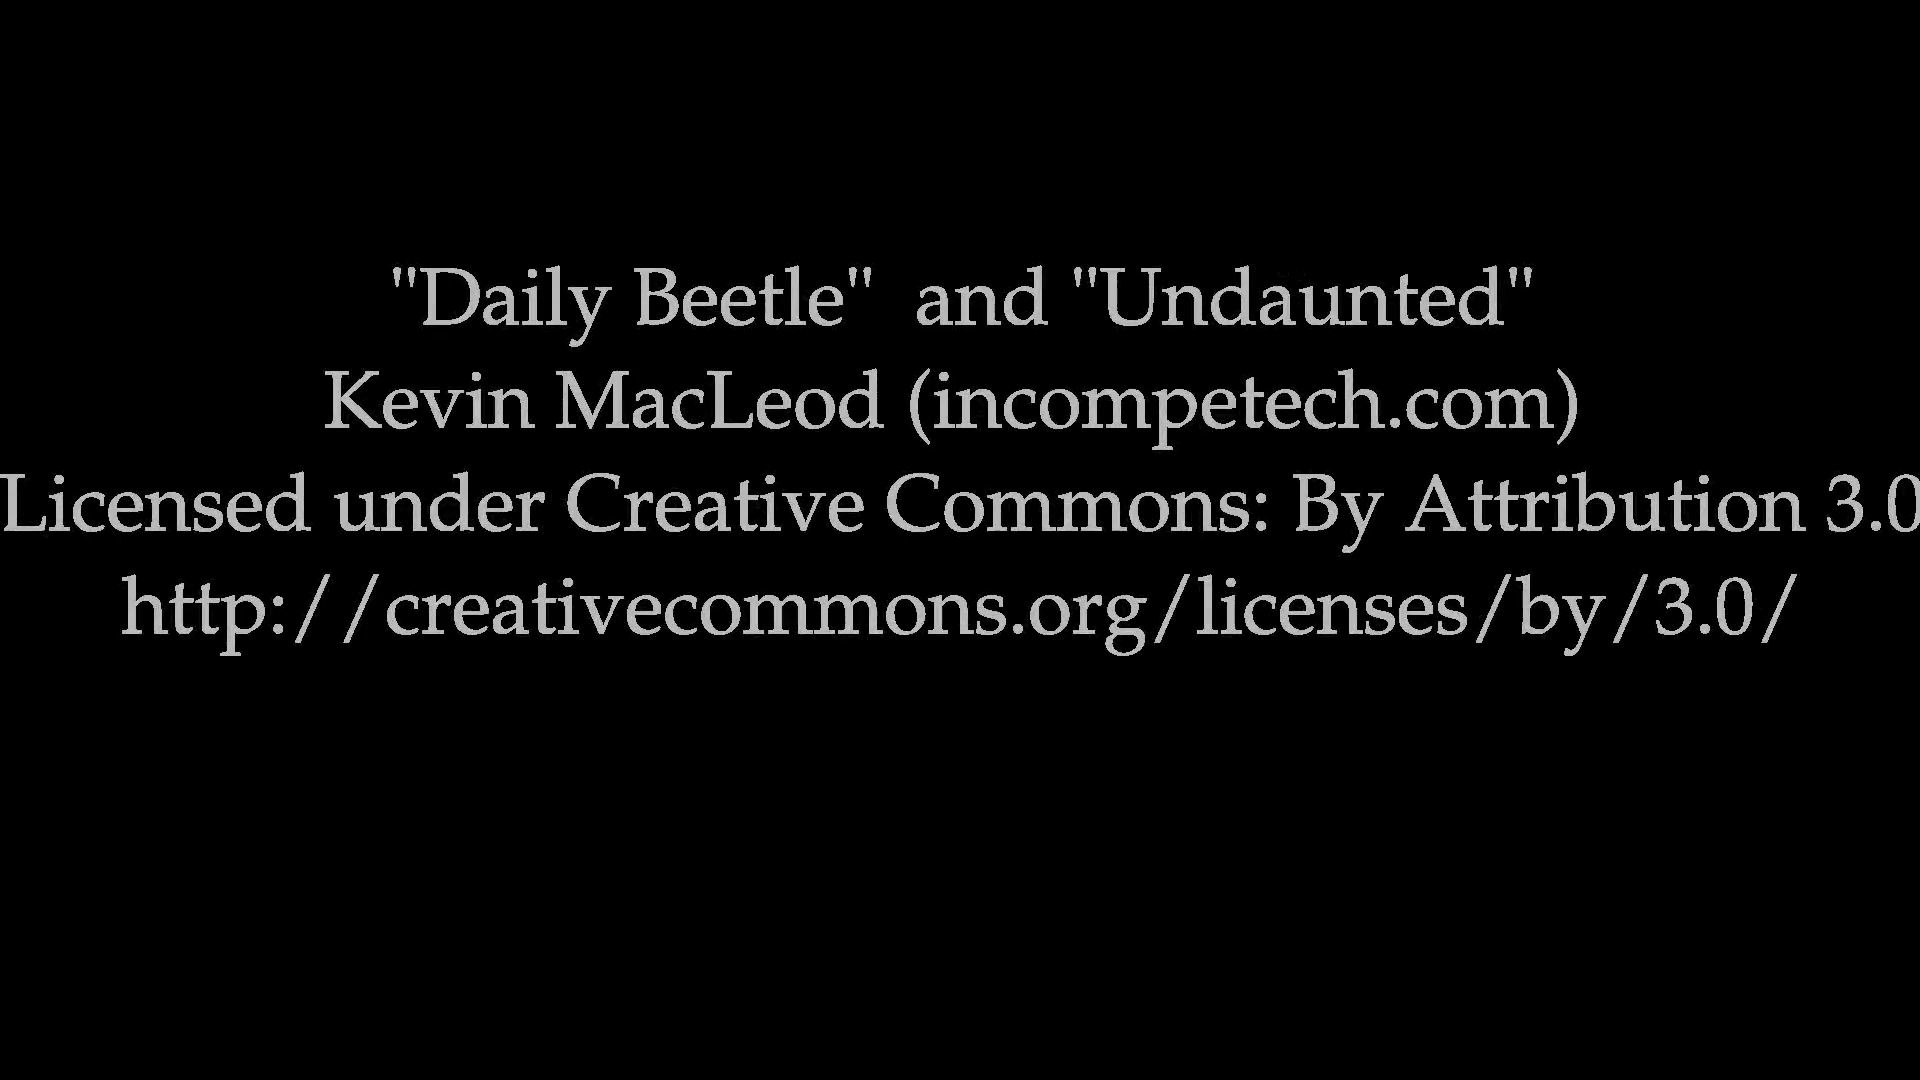 "Daily Beetle"  and "Undaunted"
Kevin MacLeod (incompetech.com)
Licensed under Creative Commons: By Attribution 3.0
http://creativecommons.org/licenses/by/3.0/